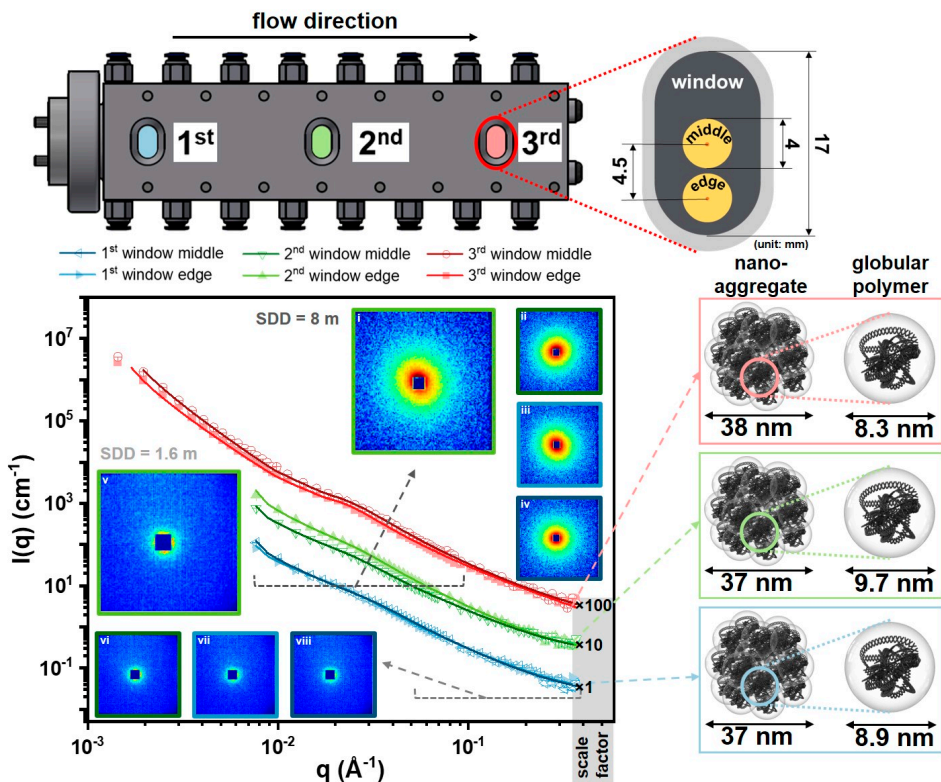 flow direction
1st
2nd
3rd
window
middle
edge
4.5
4
17
(unit: mm)
1st window middle
1st window edge
2nd window middle
2nd window edge
3rd window middle
3rd window edge
nano-
aggregate
globular
polymer
SDD = 8 m
i
ii
iii
iv
SDD = 1.6 m
v
vi
vii
viii
10^7
10^5
10^3
10^1
10^-1
I(q) (cm^-1)
×100
×10
×1
38 nm
8.3 nm
37 nm
9.7 nm
37 nm
8.9 nm
10^-3
10^-2
10^-1
q (Å^-1)
scale
factor